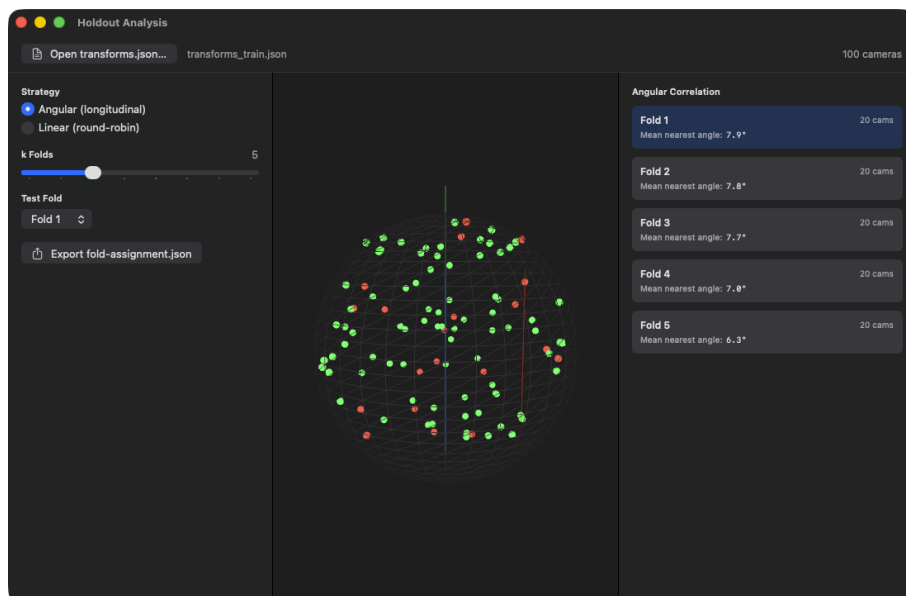 Holdout Analysis
Open transforms.json...
transforms_train.json
100 cameras
Strategy
Angular (longitudinal)
Linear (round-robin)
k Folds
5
Test Fold
Fold 1
Export fold-assignment.json
Angular Correlation
Fold 1
20 cams
Mean nearest angle: 7.9°
Fold 2
20 cams
Mean nearest angle: 7.8°
Fold 3
20 cams
Mean nearest angle: 7.7°
Fold 4
20 cams
Mean nearest angle: 7.0°
Fold 5
20 cams
Mean nearest angle: 6.3°